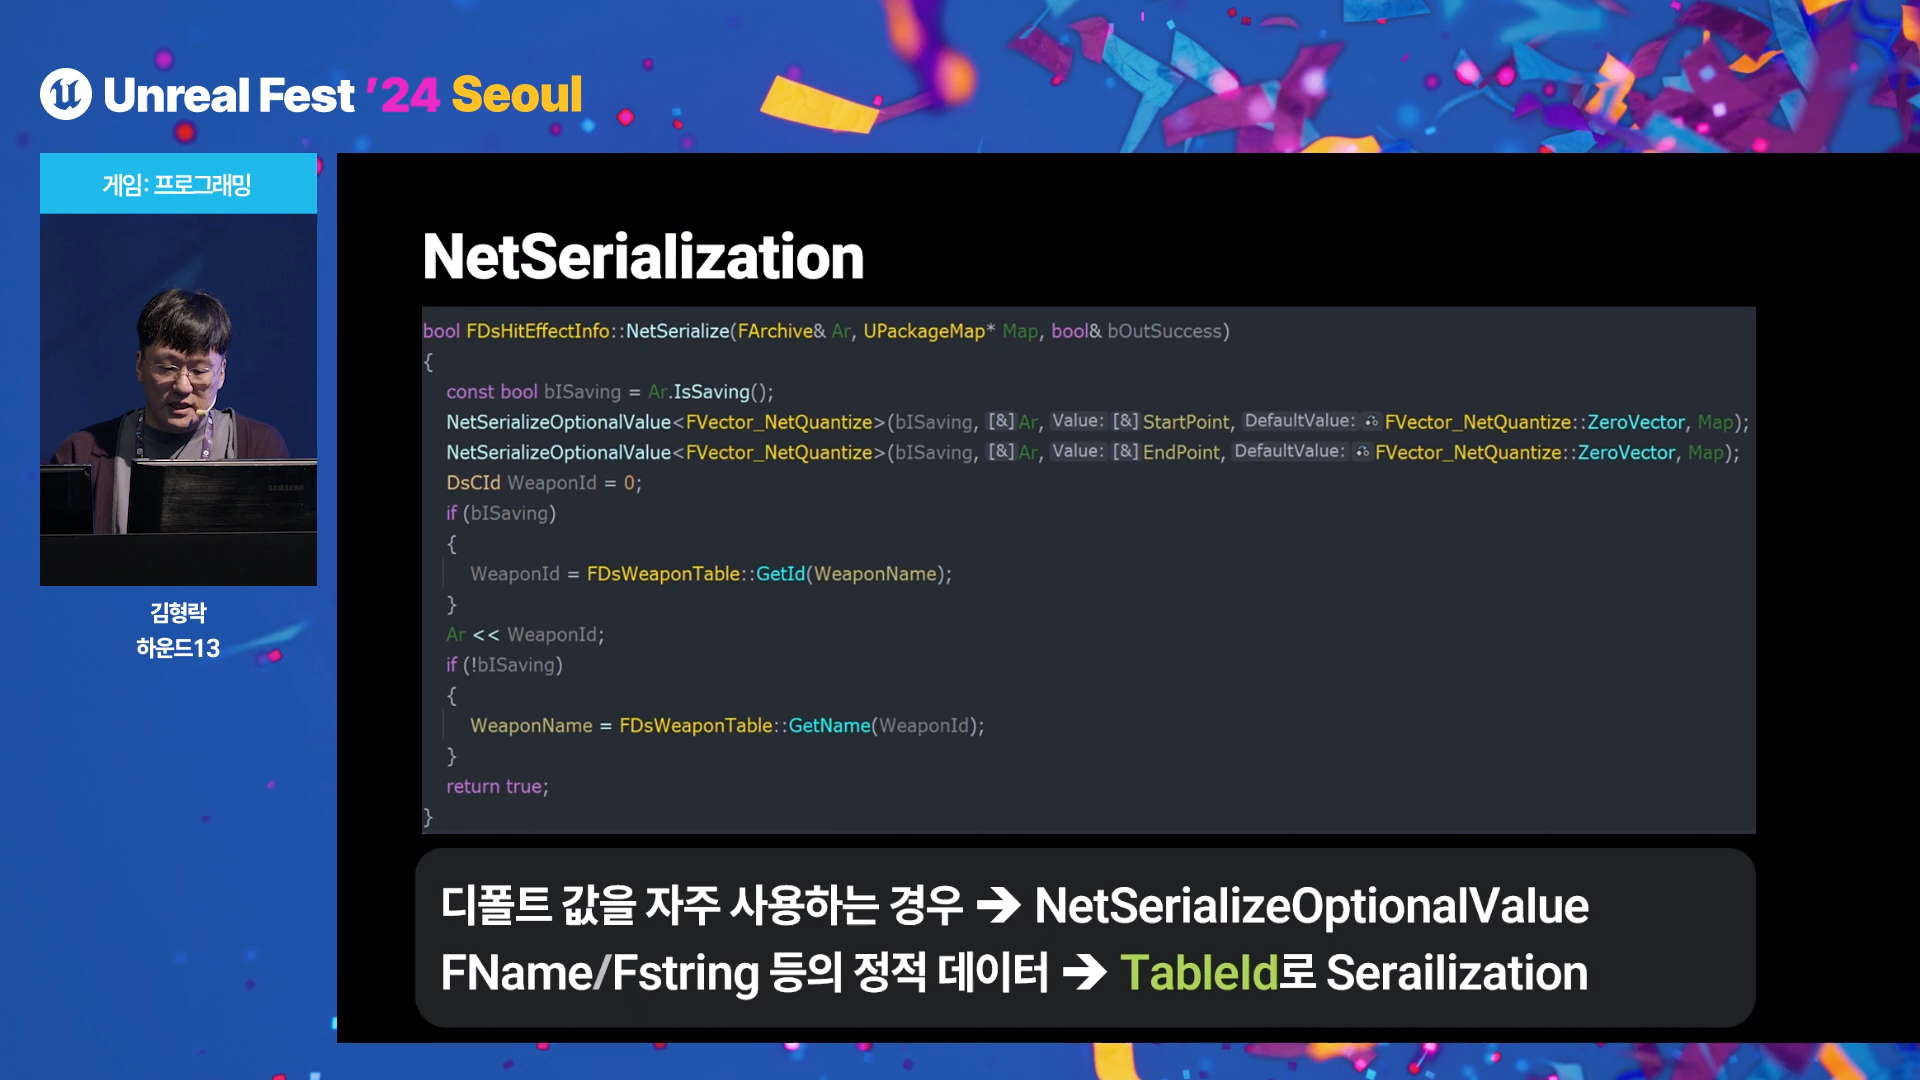 Unreal Fest '24 Seoul
게임: 프로그래밍
SAMSUNG
김형락
하운드13
NetSerialization
bool FDsHitEffectInfo::NetSerialize(FArchive& Ar, UPackageMap* Map, bool& bOutSuccess)
{
const bool bISaving = Ar.IsSaving();
NetSerializeOptionalValue<FVector_NetQuantize>(bISaving, [&]Ar, Value: [&]StartPoint, DefaultValue: FVector_NetQuantize::ZeroVector, Map);
NetSerializeOptionalValue<FVector_NetQuantize>(bISaving, [&]Ar, Value: [&]EndPoint, DefaultValue: FVector_NetQuantize::ZeroVector, Map);
DsCId WeaponId = 0;
if (bISaving)
{
WeaponId = FDsWeaponTable::GetId(WeaponName);
}
Ar << WeaponId;
if (!bISaving)
{
WeaponName = FDsWeaponTable::GetName(WeaponId);
}
return true;
}
디폴트 값을 자주 사용하는 경우 ➔ NetSerializeOptionalValue
FName/Fstring 등의 정적 데이터 ➔ TableId로 Serailization